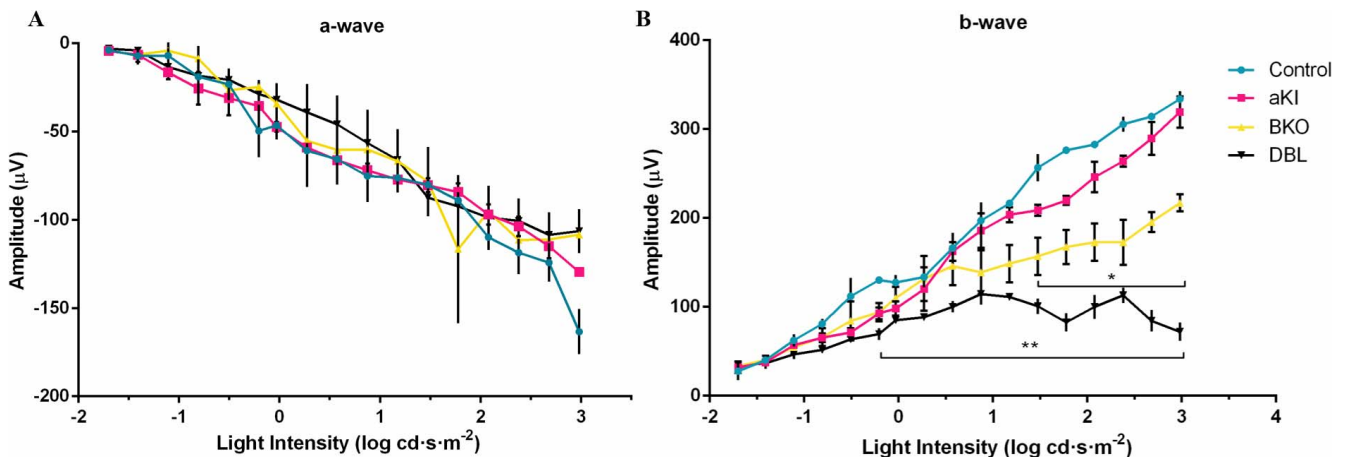 A
a-wave
0
-50
-100
-150
-200
Amplitude (µV)
-2
-1
0
1
2
3
Light Intensity (log cd·s·m-2)
B
b-wave
400
300
200
100
0
Amplitude (µV)
-2
-1
0
1
2
3
4
Light Intensity (log cd·s·m-2)
Control
aKI
BKO
DBL
*
**